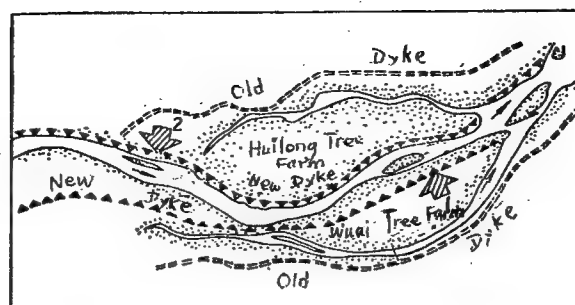 Old Dyke
2
Huilong Tree
Farm
New Dyke
New Dyke
Wuai Tree Farm
Dyke
Old